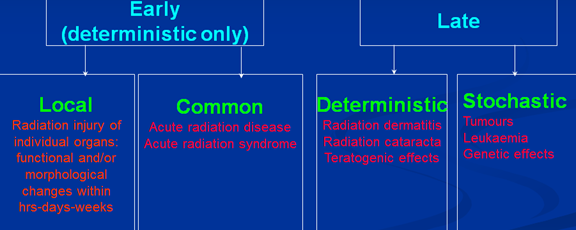 Early
(deterministic only)
Late
Local
Radiation injury of
individual organs:
functional and/or
morphological
changes within
hrs-days-weeks
Common
Acute radiation disease
Acute radiation syndrome
Deterministic
Radiation dermatitis
Radiation cataracta
Teratogenic effects
Stochastic
Tumours
Leukaemia
Genetic effects